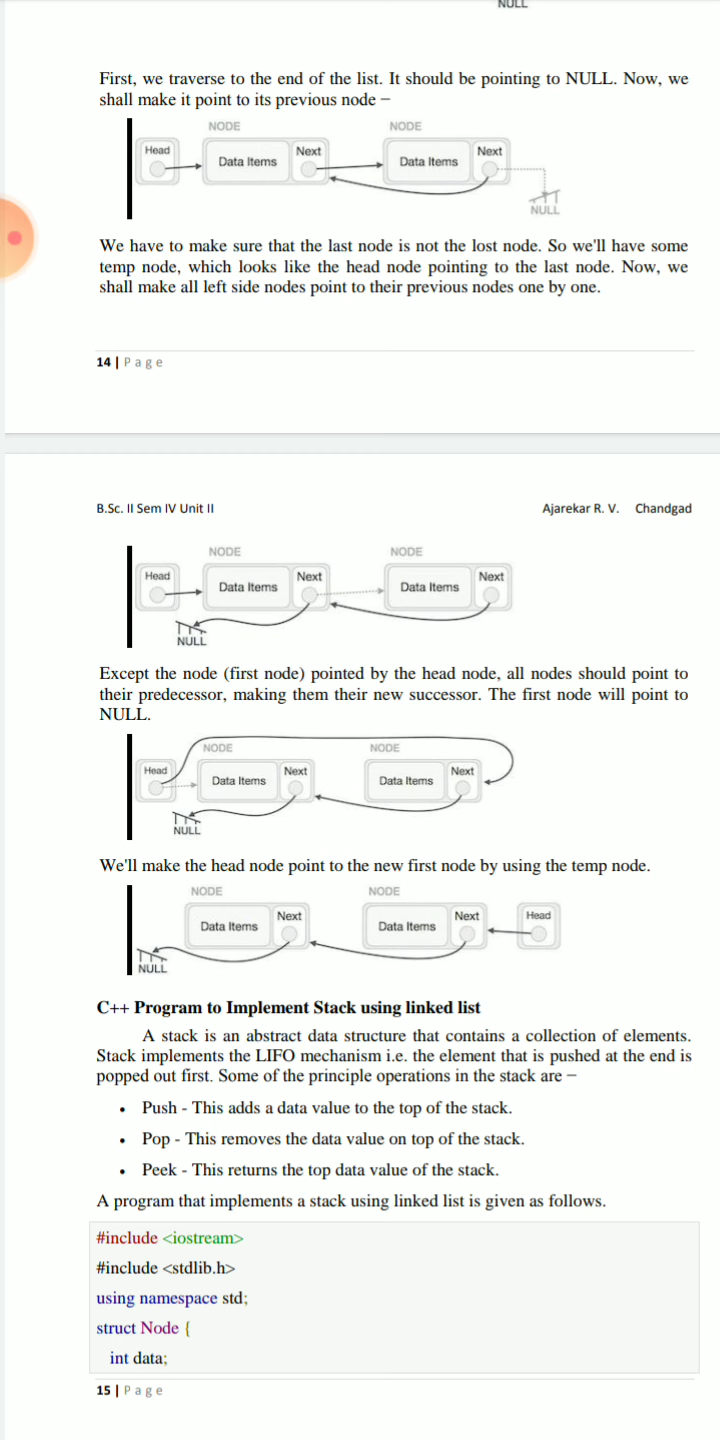 NULL
First, we traverse to the end of the list. It should be pointing to NULL. Now, we
shall make it point to its previous node −
NODE NODE
Head Next Next
Data Items Data Items
NULL
We have to make sure that the last node is not the lost node. So we'll have some
temp node, which looks like the head node pointing to the last node. Now, we
shall make all left side nodes point to their previous nodes one by one.
14 | P a g e
B.Sc. II Sem IV Unit II Ajarekar R. V. Chandgad
NODE NODE
Head Next Next
Data Items Data Items
NULL
Except the node (first node) pointed by the head node, all nodes should point to
their predecessor, making them their new successor. The first node will point to
NULL.
NODE NODE
Head Next Next
Data Items Data Items
NULL
We'll make the head node point to the new first node by using the temp node.
NODE NODE
Next Next Head
Data Items Data Items
NULL
C++ Program to Implement Stack using linked list
A stack is an abstract data structure that contains a collection of elements.
Stack implements the LIFO mechanism i.e. the element that is pushed at the end is
popped out first. Some of the principle operations in the stack are −
• Push - This adds a data value to the top of the stack.
• Pop - This removes the data value on top of the stack.
• Peek - This returns the top data value of the stack.
A program that implements a stack using linked list is given as follows.
#include <iostream>
#include <stdlib.h>
using namespace std;
struct Node {
int data;
15 | P a g e